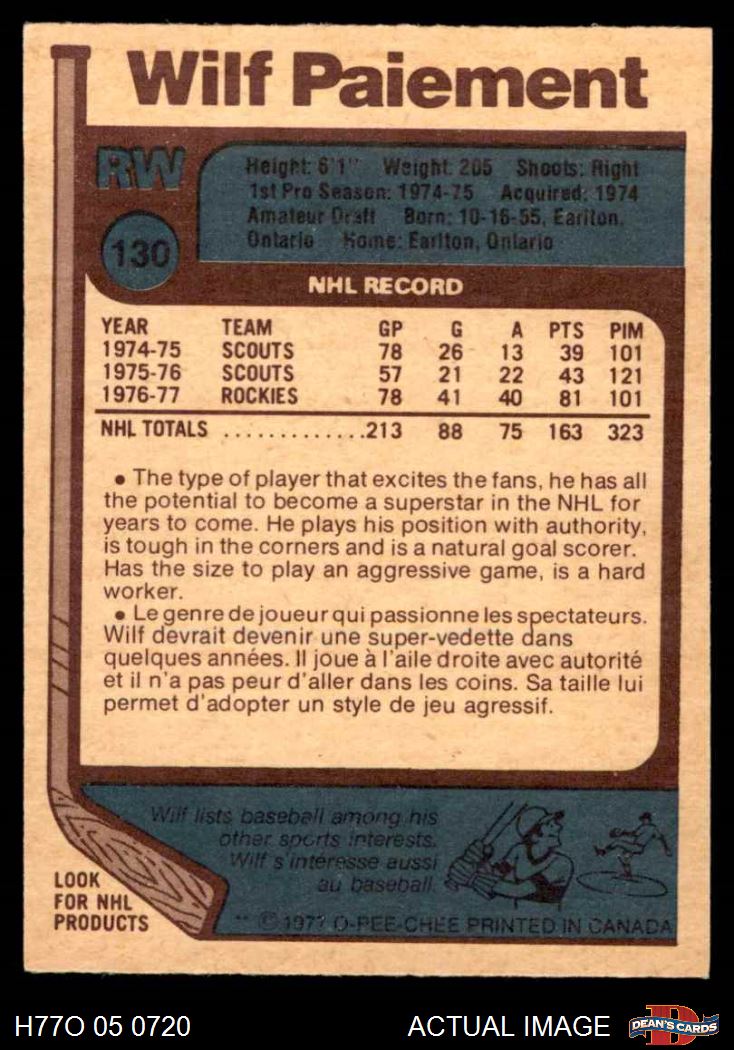 Wilf Paiement
RW
Height: 6'1" Weight: 205 Shoots: Right
1st Pro Season: 1974-75 Acquired: 1974
Amateur Draft Born: 10-16-55, Earlton,
Ontario Home: Earlton, Ontario
130
NHL RECORD
YEAR TEAM GP G A PTS PIM
1974-75 SCOUTS 78 26 13 39 101
1975-76 SCOUTS 57 21 22 43 121
1976-77 ROCKIES 78 41 40 81 101
NHL TOTALS .............213 88 75 163 323
● The type of player that excites the fans, he has all
the potential to become a superstar in the NHL for
years to come. He plays his position with authority,
is tough in the corners and is a natural goal scorer.
Has the size to play an aggressive game, is a hard
worker.
● Le genre de joueur qui passionne les spectateurs.
Wilf devrait devenir une super-vedette dans
quelques années. Il joue à l'aile droite avec autorité
et il n'a pas peur d'aller dans les coins. Sa taille lui
permet d'adopter un style de jeu agressif.
Wilf lists baseball among his
other sports interests.
Wilf s'intéresse aussi
au baseball.
LOOK
FOR NHL
PRODUCTS
** © 1977 O-PEE-CHEE PRINTED IN CANADA
H77O 05 0720
ACTUAL IMAGE
D
DEAN'S CARDS